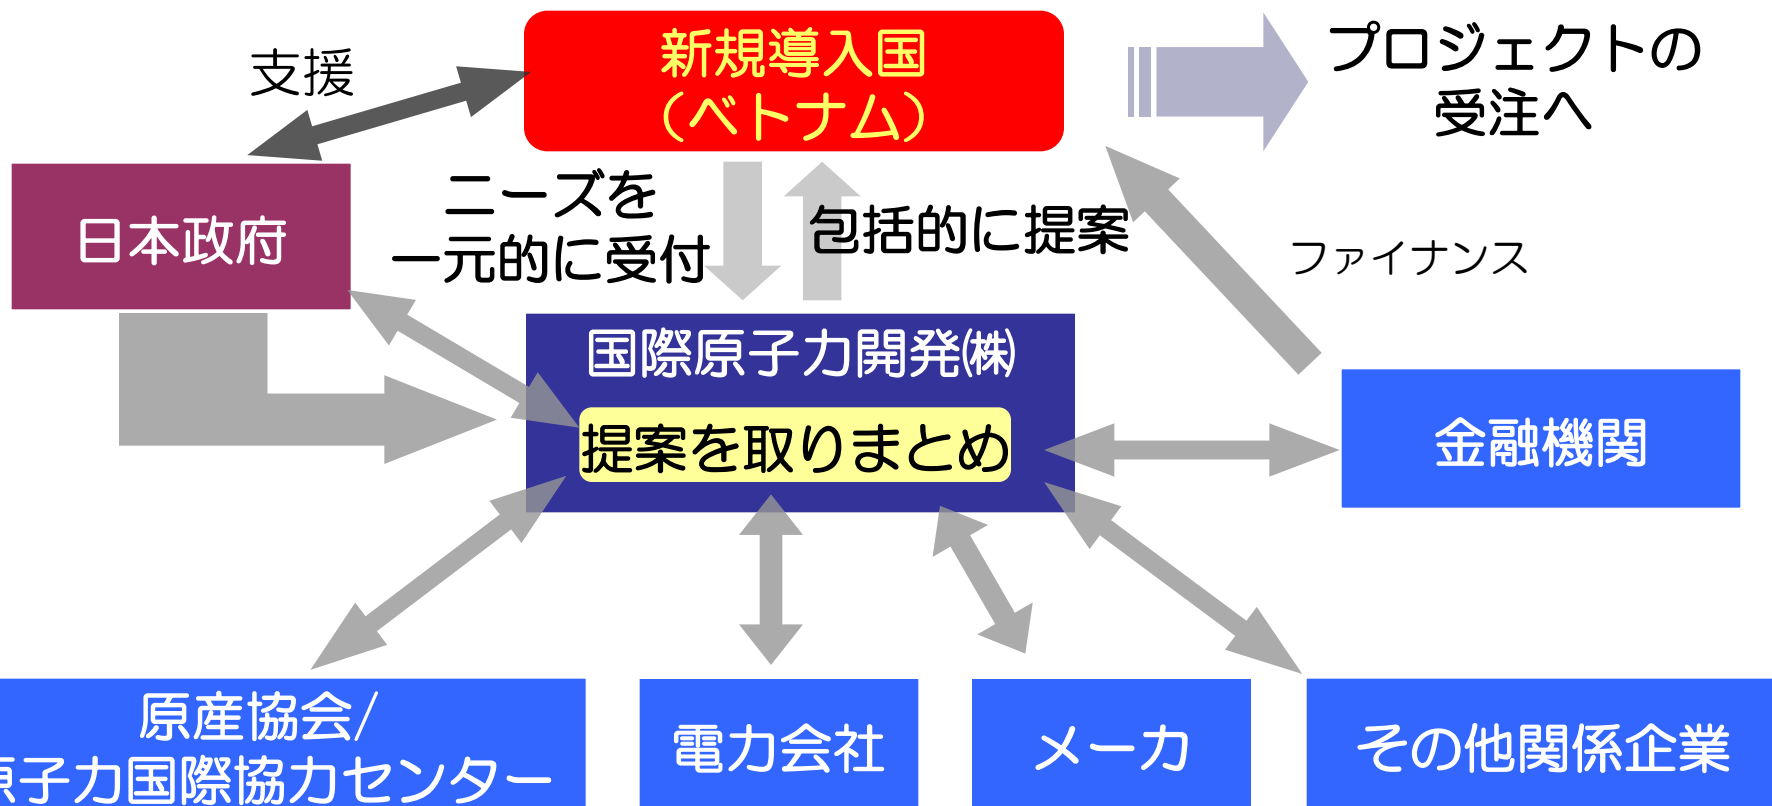 支援
新規導入国
（ベトナム）
プロジェクトの
受注へ
日本政府
ニーズを
一元的に受付
包括的に提案
ファイナンス
国際原子力開発㈱
提案を取りまとめ
金融機関
原産協会/
原子力国際協力センター
電力会社
メーカ
その他関係企業